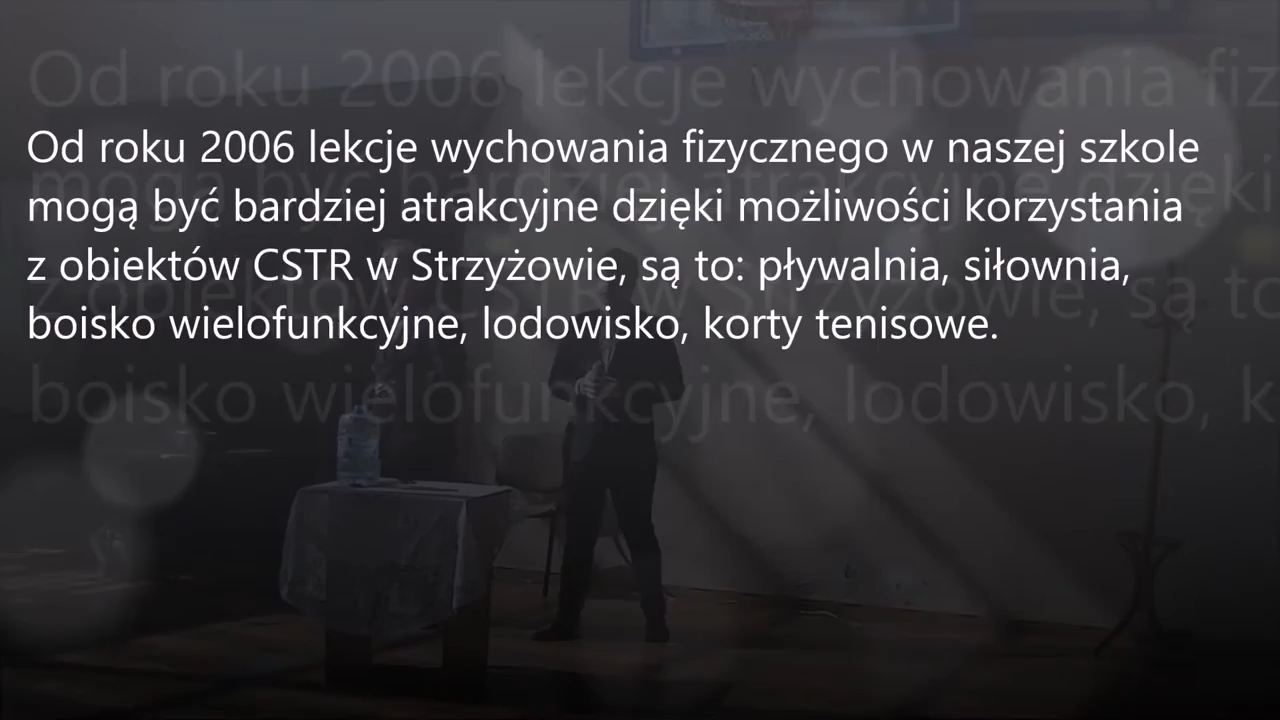 Od roku 2006 lekcje wychowania fizycznego w naszej szkole
mogą być bardziej atrakcyjne dzięki możliwości korzystania
z obiektów CSTR w Strzyżowie, są to: pływalnia, siłownia,
boisko wielofunkcyjne, lodowisko, korty tenisowe.